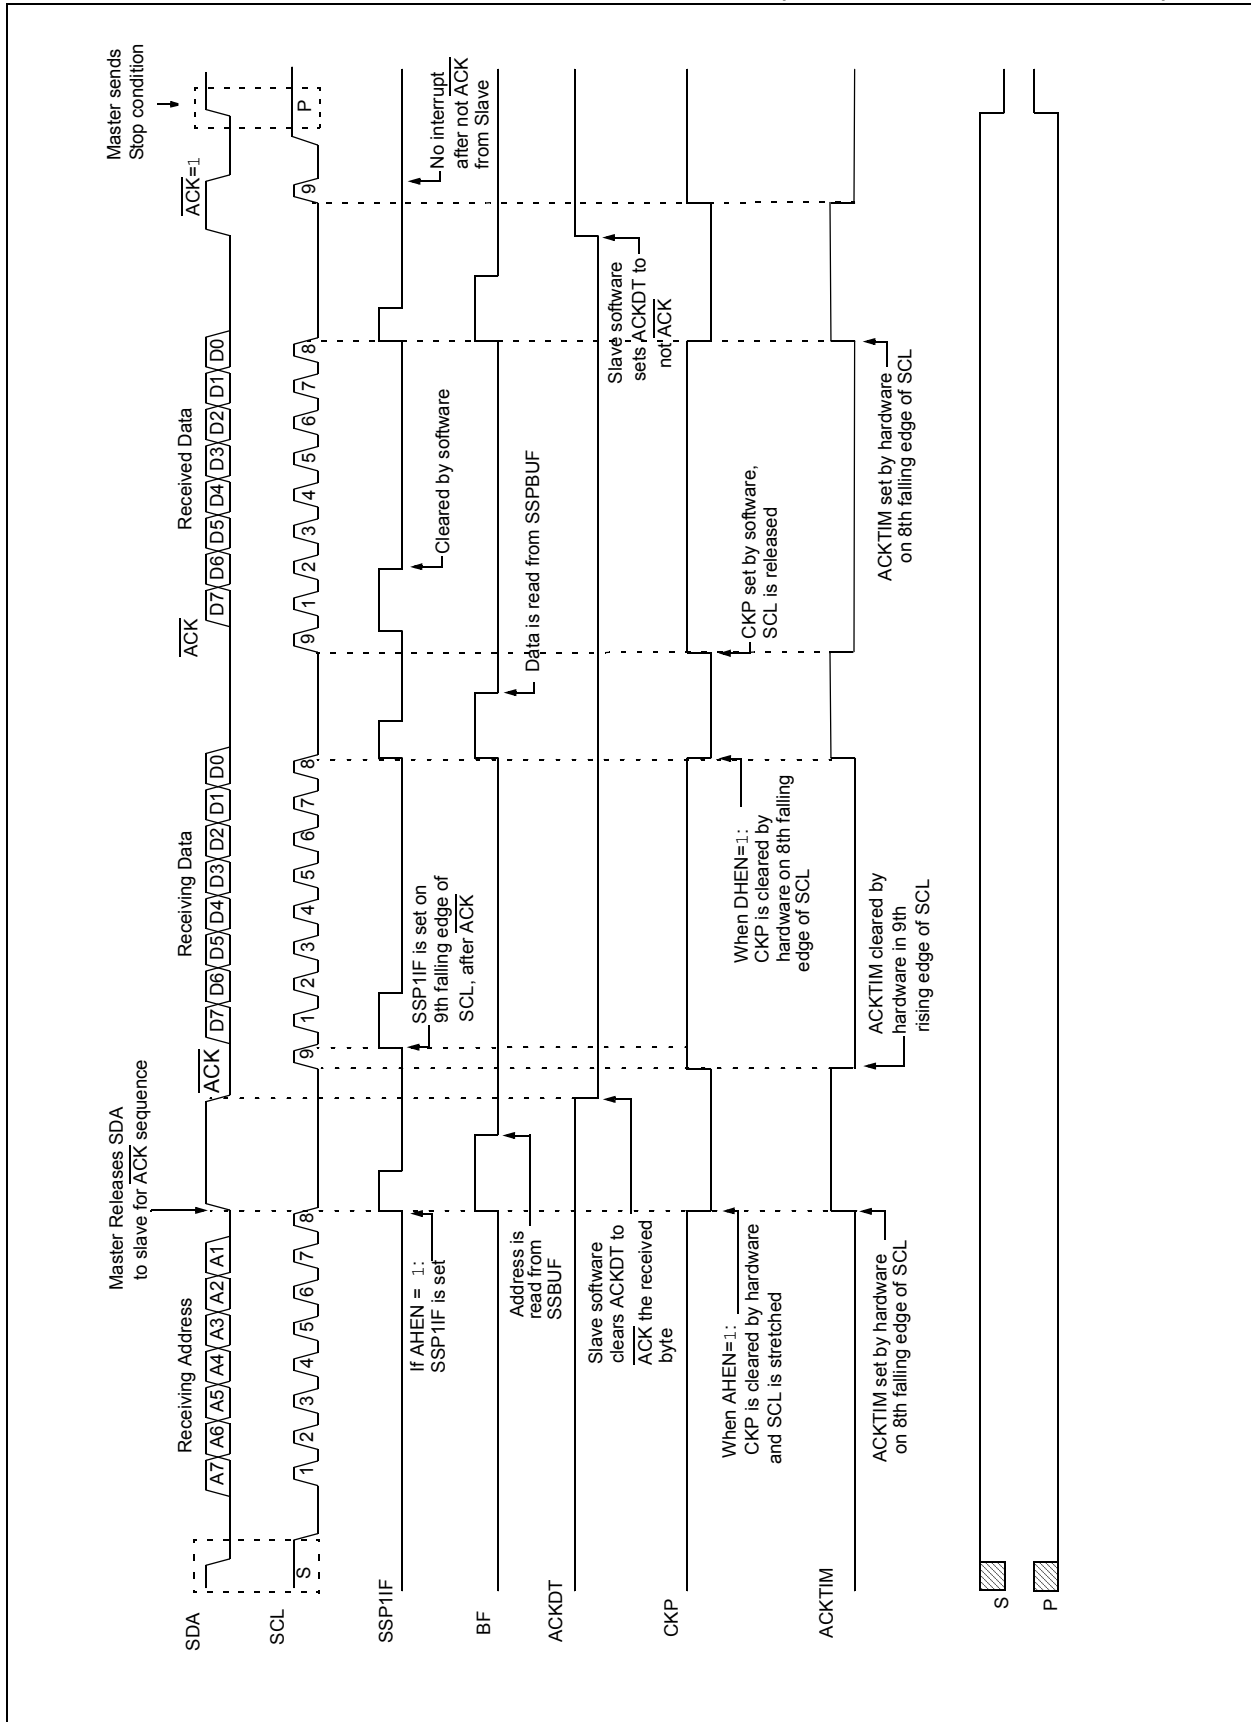 Master Releases SDA
to slave for ACK sequence
Master sends
Stop condition
Receiving Address
Receiving Data
Received Data
ACK
ACK
ACK=1
SDA
A7 A6 A5 A4 A3 A2 A1
D7 D6 D5 D4 D3 D2 D1 D0
D7 D6 D5 D4 D3 D2 D1 D0
SCL
S
1 2 3 4 5 6 7 8
9 1 2 3 4 5 6 7 8
9 1 2 3 4 5 6 7 8
9
P
SSP1IF
If AHEN = 1:
SSP1IF is set
SSP1IF is set on
9th falling edge of
SCL, after ACK
Cleared by software
No interrupt
after not ACK
from Slave
BF
Address is
read from
SSBUF
Data is read from SSPBUF
ACKDT
Slave software
clears ACKDT to
ACK the received
byte
Slave software
sets ACKDT to
not ACK
CKP
When AHEN=1:
CKP is cleared by hardware
and SCL is stretched
When DHEN=1:
CKP is cleared by
hardware on 8th falling
edge of SCL
CKP set by software,
SCL is released
ACKTIM
ACKTIM set by hardware
on 8th falling edge of SCL
ACKTIM cleared by
hardware in 9th
rising edge of SCL
ACKTIM set by hardware
on 8th falling edge of SCL
S
P